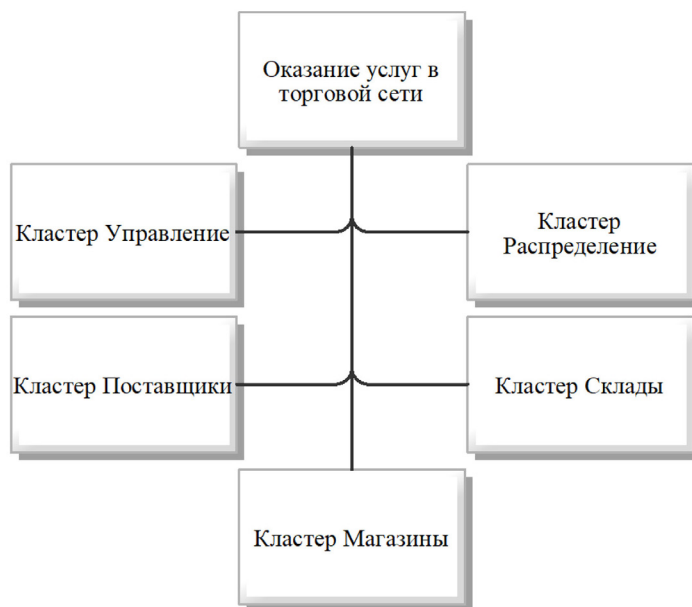 Оказание услуг в
торговой сети
Кластер Управление
Кластер
Распределение
Кластер Поставщики
Кластер Склады
Кластер Магазины